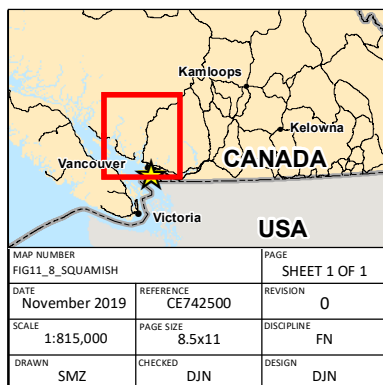 Kamloops
Kelowna
Vancouver
CANADA
Victoria
USA
MAP NUMBER
FIG11_8_SQUAMISH
PAGE
SHEET 1 OF 1
DATE
November 2019
REFERENCE
CE742500
REVISION
0
SCALE
1:815,000
PAGE SIZE
8.5x11
DISCIPLINE
FN
DRAWN
SMZ
CHECKED
DJN
DESIGN
DJN